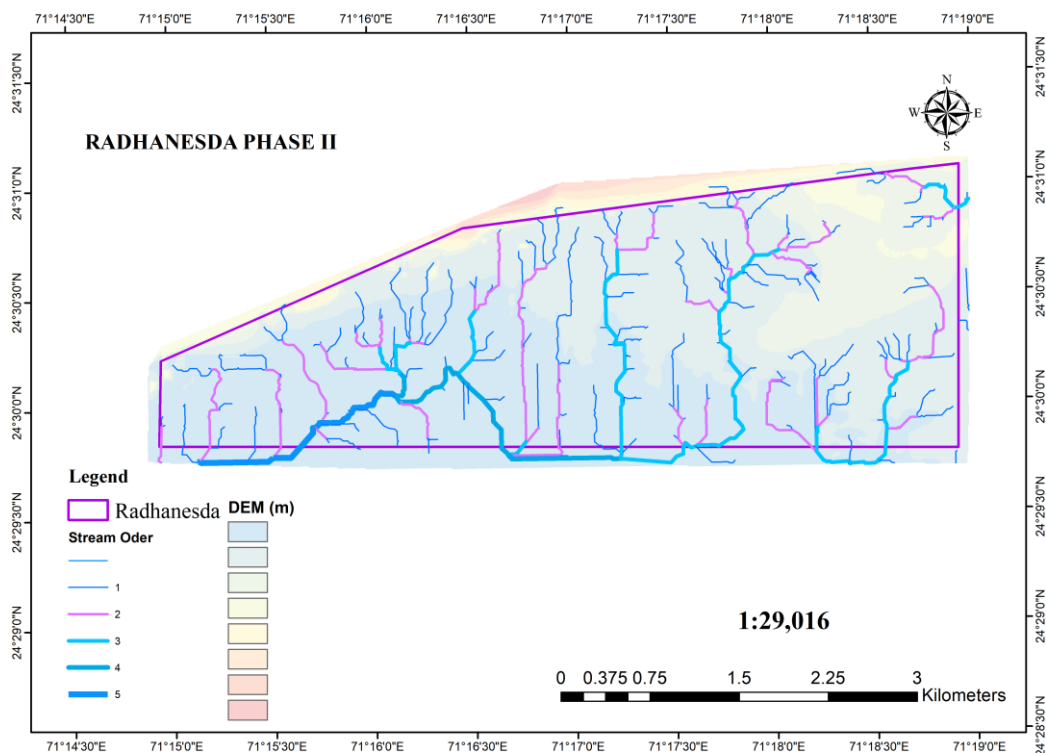 71°14'30"E 71°15'0"E 71°15'30"E 71°16'0"E 71°16'30"E 71°17'0"E 71°17'30"E 71°18'0"E 71°18'30"E 71°19'0"E
24°31'30"N 24°31'30"N
N
W E
S
RADHANESDA PHASE II
24°31'0"N 24°31'0"N
24°30'30"N 24°30'30"N
24°30'0"N 24°30'0"N
Legend
Radhanesda
DEM (m)
24°29'30"N 24°29'30"N
Stream Oder
1
2
3
4
5
24°29'0"N 24°29'0"N
1:29,016
0 0.375 0.75 1.5 2.25 3
Kilometers
24°28'30"N
71°14'30"E 71°15'0"E 71°15'30"E 71°16'0"E 71°16'30"E 71°17'0"E 71°17'30"E 71°18'0"E 71°18'30"E 71°19'0"E